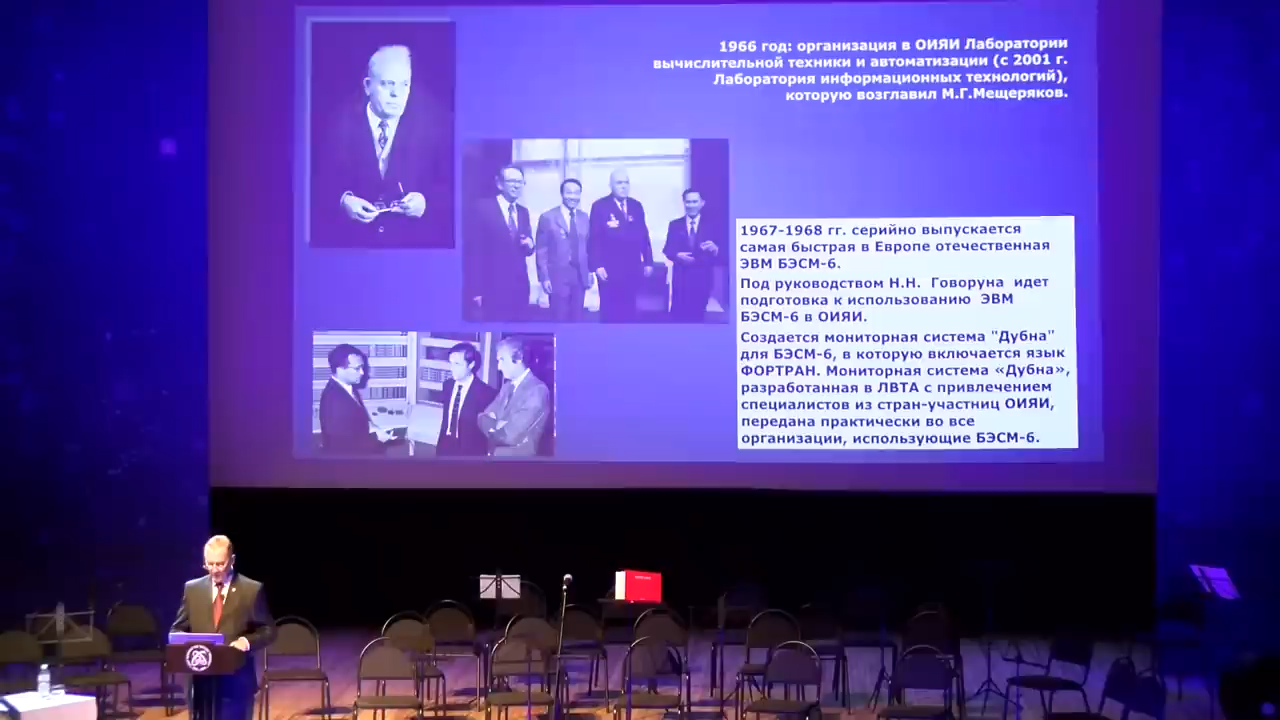 1966 год: организация в ОИЯИ Лаборатории
вычислительной техники и автоматизации (с 2001 г.
Лаборатория информационных технологий),
которую возглавил М.Г.Мещеряков.
1967-1968 гг. серийно выпускается
самая быстрая в Европе отечественная
ЭВМ БЭСМ-6.
Под руководством Н.Н. Говоруна идет
подготовка к использованию ЭВМ
БЭСМ-6 в ОИЯИ.
Создается мониторная система "Дубна"
для БЭСМ-6, в которую включается язык
ФОРТРАН. Мониторная система «Дубна»,
разработанная в ЛВТА с привлечением
специалистов из стран-участниц ОИЯИ,
передана практически во все
организации, использующие БЭСМ-6.